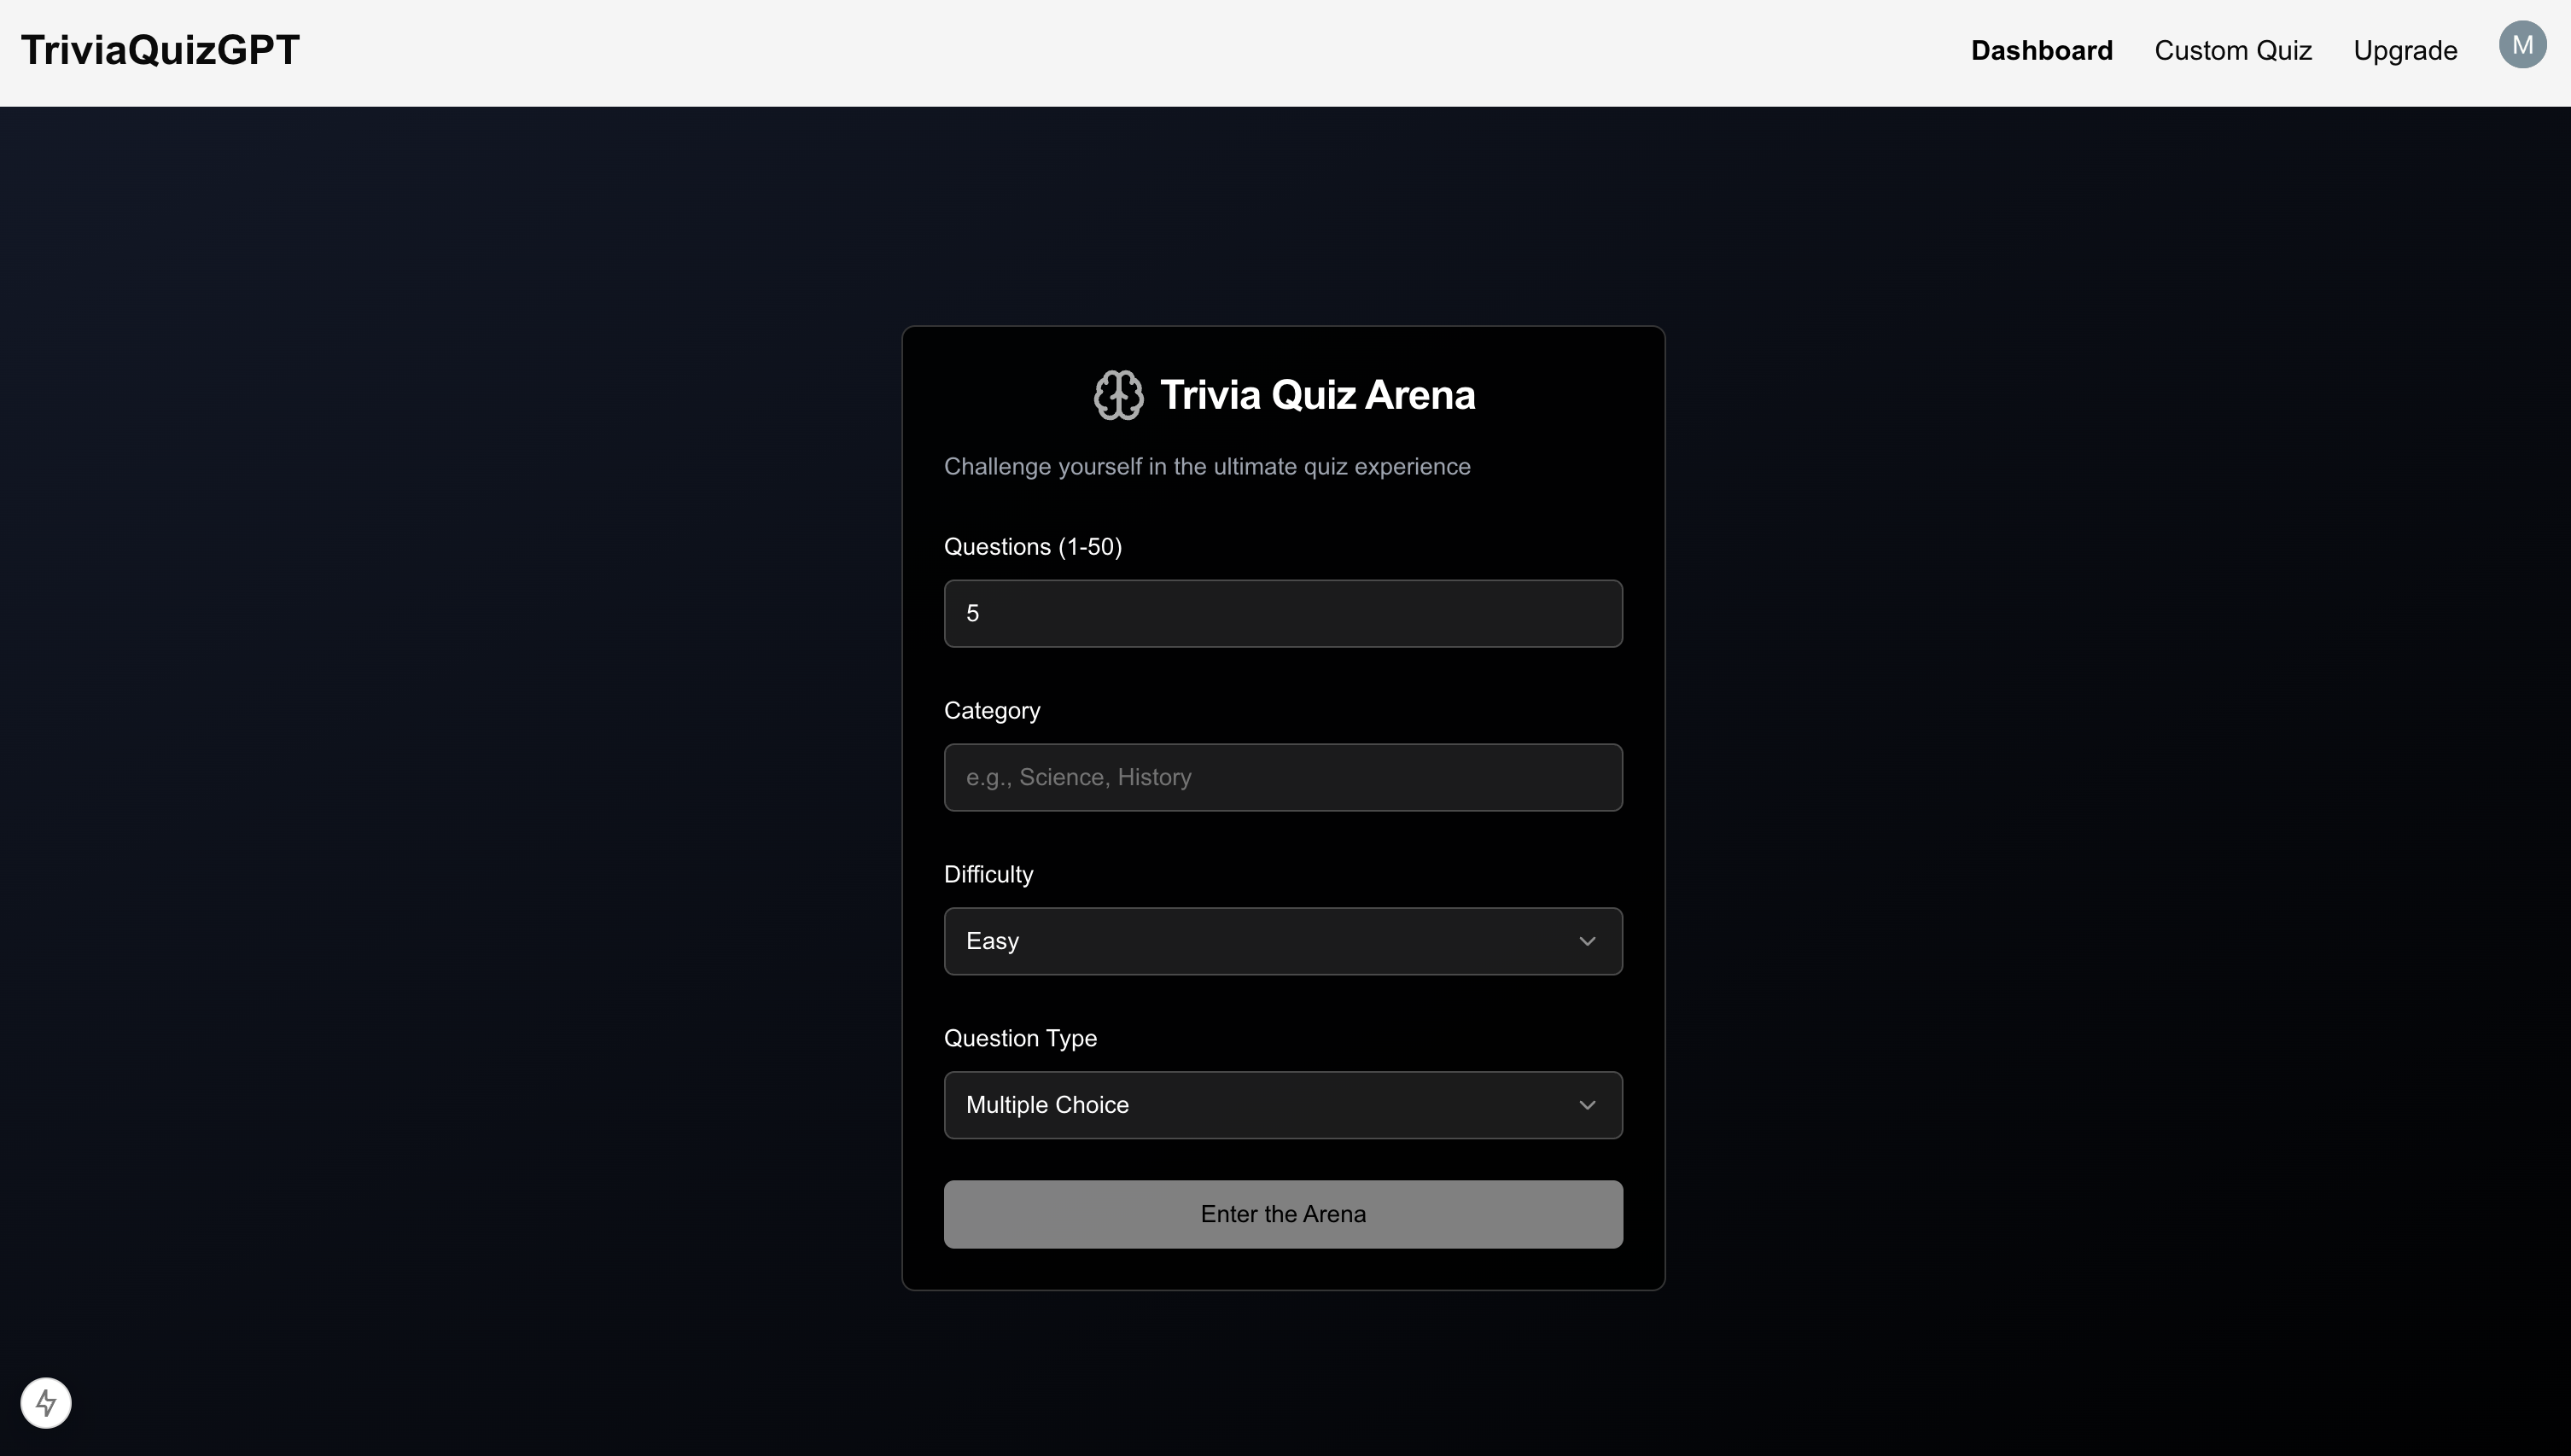 TriviaQuizGPT
Dashboard
Custom Quiz
Upgrade
M
Trivia Quiz Arena
Challenge yourself in the ultimate quiz experience
Questions (1-50)
5
Category
e.g., Science, History
Difficulty
Easy
Question Type
Multiple Choice
Enter the Arena